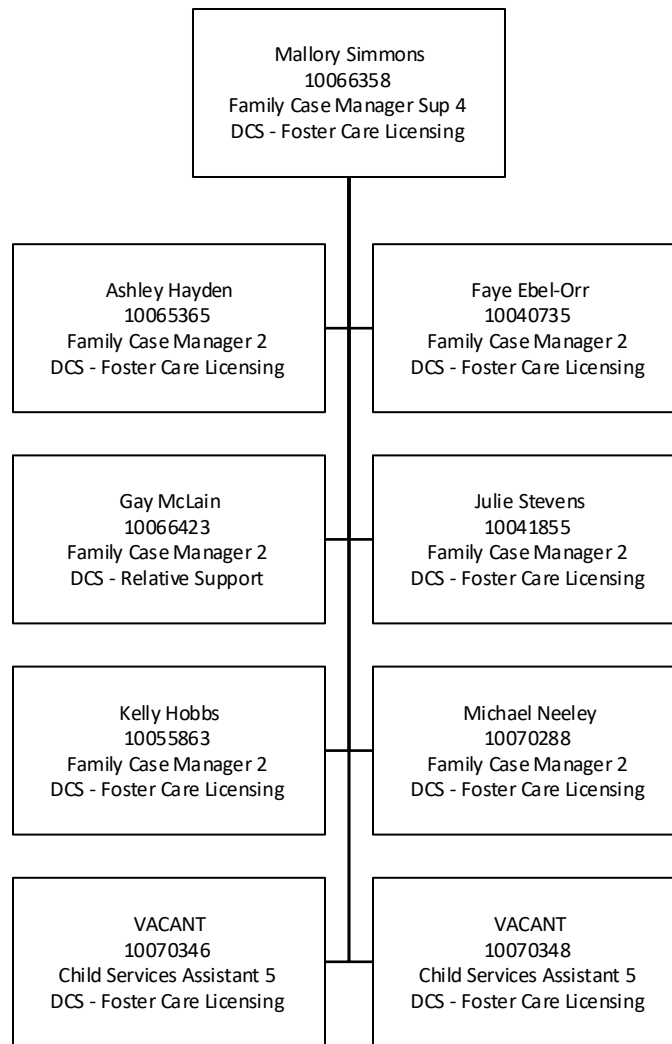 Mallory Simmons
10066358
Family Case Manager Sup 4
DCS - Foster Care Licensing
Ashley Hayden
10065365
Family Case Manager 2
DCS - Foster Care Licensing
Faye Ebel-Orr
10040735
Family Case Manager 2
DCS - Foster Care Licensing
Gay McLain
10066423
Family Case Manager 2
DCS - Relative Support
Julie Stevens
10041855
Family Case Manager 2
DCS - Foster Care Licensing
Kelly Hobbs
10055863
Family Case Manager 2
DCS - Foster Care Licensing
Michael Neeley
10070288
Family Case Manager 2
DCS - Foster Care Licensing
VACANT
10070346
Child Services Assistant 5
DCS - Foster Care Licensing
VACANT
10070348
Child Services Assistant 5
DCS - Foster Care Licensing